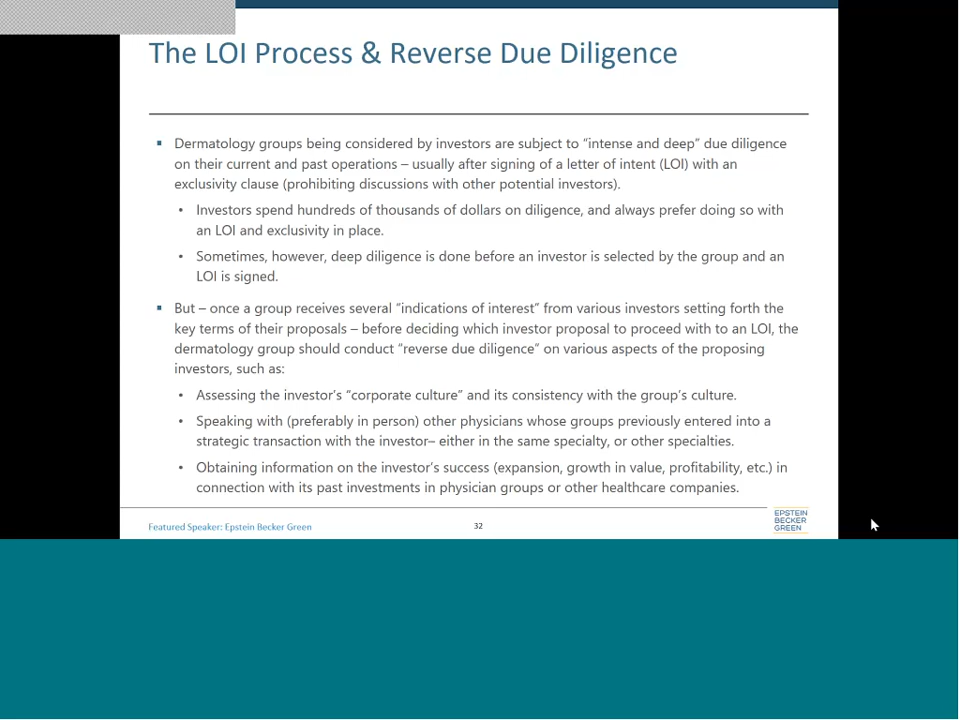 The LOI Process & Reverse Due Diligence
▪ Dermatology groups being considered by investors are subject to “intense and deep” due diligence
on their current and past operations – usually after signing of a letter of intent (LOI) with an
exclusivity clause (prohibiting discussions with other potential investors).
• Investors spend hundreds of thousands of dollars on diligence, and always prefer doing so with
an LOI and exclusivity in place.
• Sometimes, however, deep diligence is done before an investor is selected by the group and an
LOI is signed.
▪ But – once a group receives several “indications of interest” from various investors setting forth the
key terms of their proposals – before deciding which investor proposal to proceed with to an LOI, the
dermatology group should conduct “reverse due diligence” on various aspects of the proposing
investors, such as:
• Assessing the investor’s “corporate culture” and its consistency with the group’s culture.
• Speaking with (preferably in person) other physicians whose groups previously entered into a
strategic transaction with the investor– either in the same specialty, or other specialties.
• Obtaining information on the investor’s success (expansion, growth in value, profitability, etc.) in
connection with its past investments in physician groups or other healthcare companies.
Featured Speaker: Epstein Becker Green
32
EPSTEIN
BECKER
GREEN